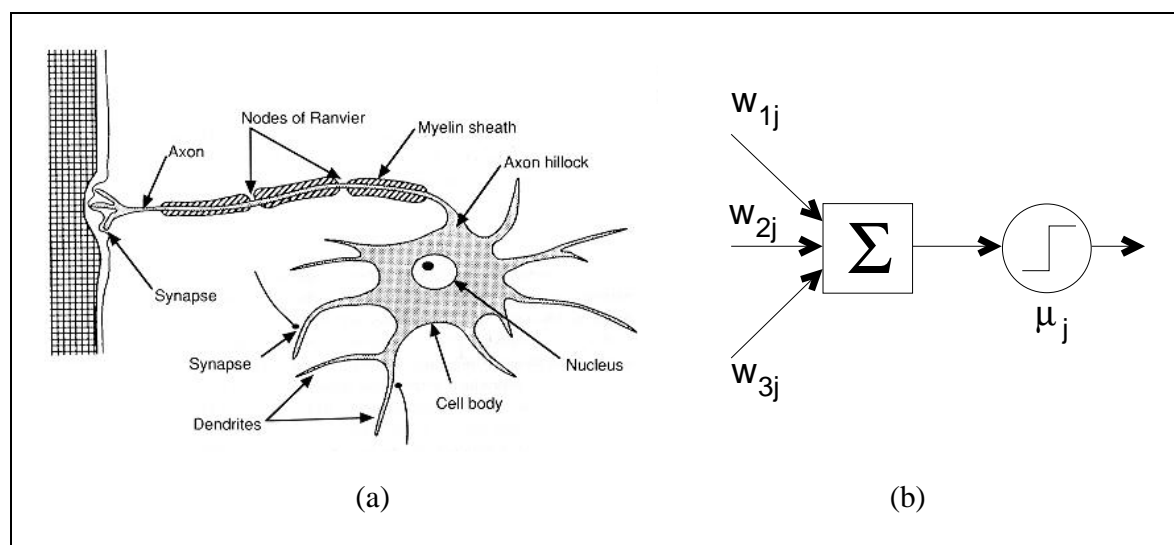 Nodes of Ranvier
Myelin sheath
Axon
Axon hillock
Synapse
Synapse
Nucleus
Cell body
Dendrites
(a)
w1j
w2j
w3j
Σ
μj
(b)